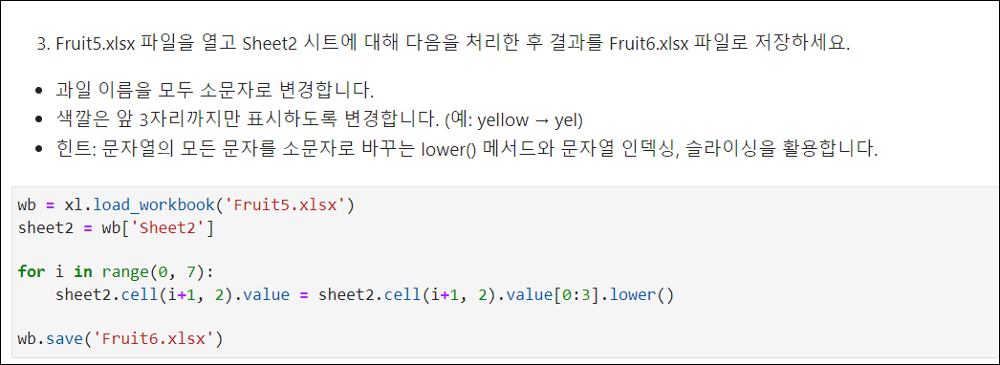 3. Fruit5.xlsx 파일을 열고 Sheet2 시트에 대해 다음을 처리한 후 결과를 Fruit6.xlsx 파일로 저장하세요.
• 과일 이름을 모두 소문자로 변경합니다.
• 색깔은 앞 3자리까지만 표시하도록 변경합니다. (예: yellow → yel)
• 힌트: 문자열의 모든 문자를 소문자로 바꾸는 lower() 메서드와 문자열 인덱싱, 슬라이싱을 활용합니다.
wb = xl.load_workbook('Fruit5.xlsx')
sheet2 = wb['Sheet2']
for i in range(0, 7):
    sheet2.cell(i+1, 2).value = sheet2.cell(i+1, 2).value[0:3].lower()
wb.save('Fruit6.xlsx')